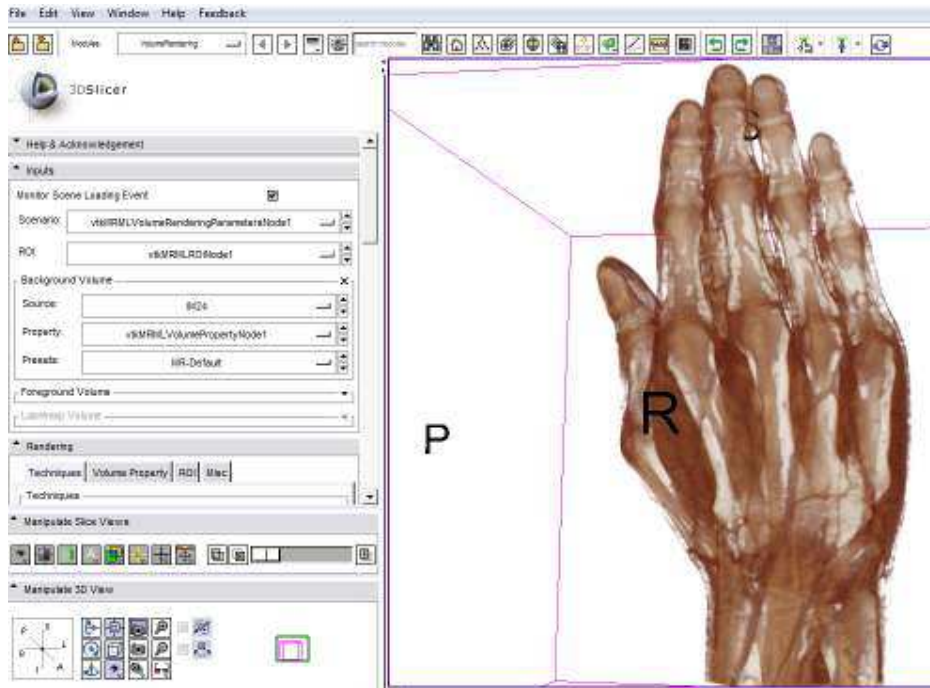 File Edit View Window Help Feedback
Modules VolumeRendering
3DSlicer
Help & Acknowledgement
Inputs
Monitor Scene Loading Event
Scenario: vtkMRMLVolumeRenderingParametersNode1
ROI: vtkMRMLROINode1
Background Volume
Source:
Property: vtkMRMLVolumePropertyNode1
Presets: MR-Default
Foreground Volume
Labelmap Volume
Rendering
Techniques Volume Property ROI Misc
Techniques
Manipulate Slice Views
Manipulate 3D View
S
R
P
P S
R L
I A